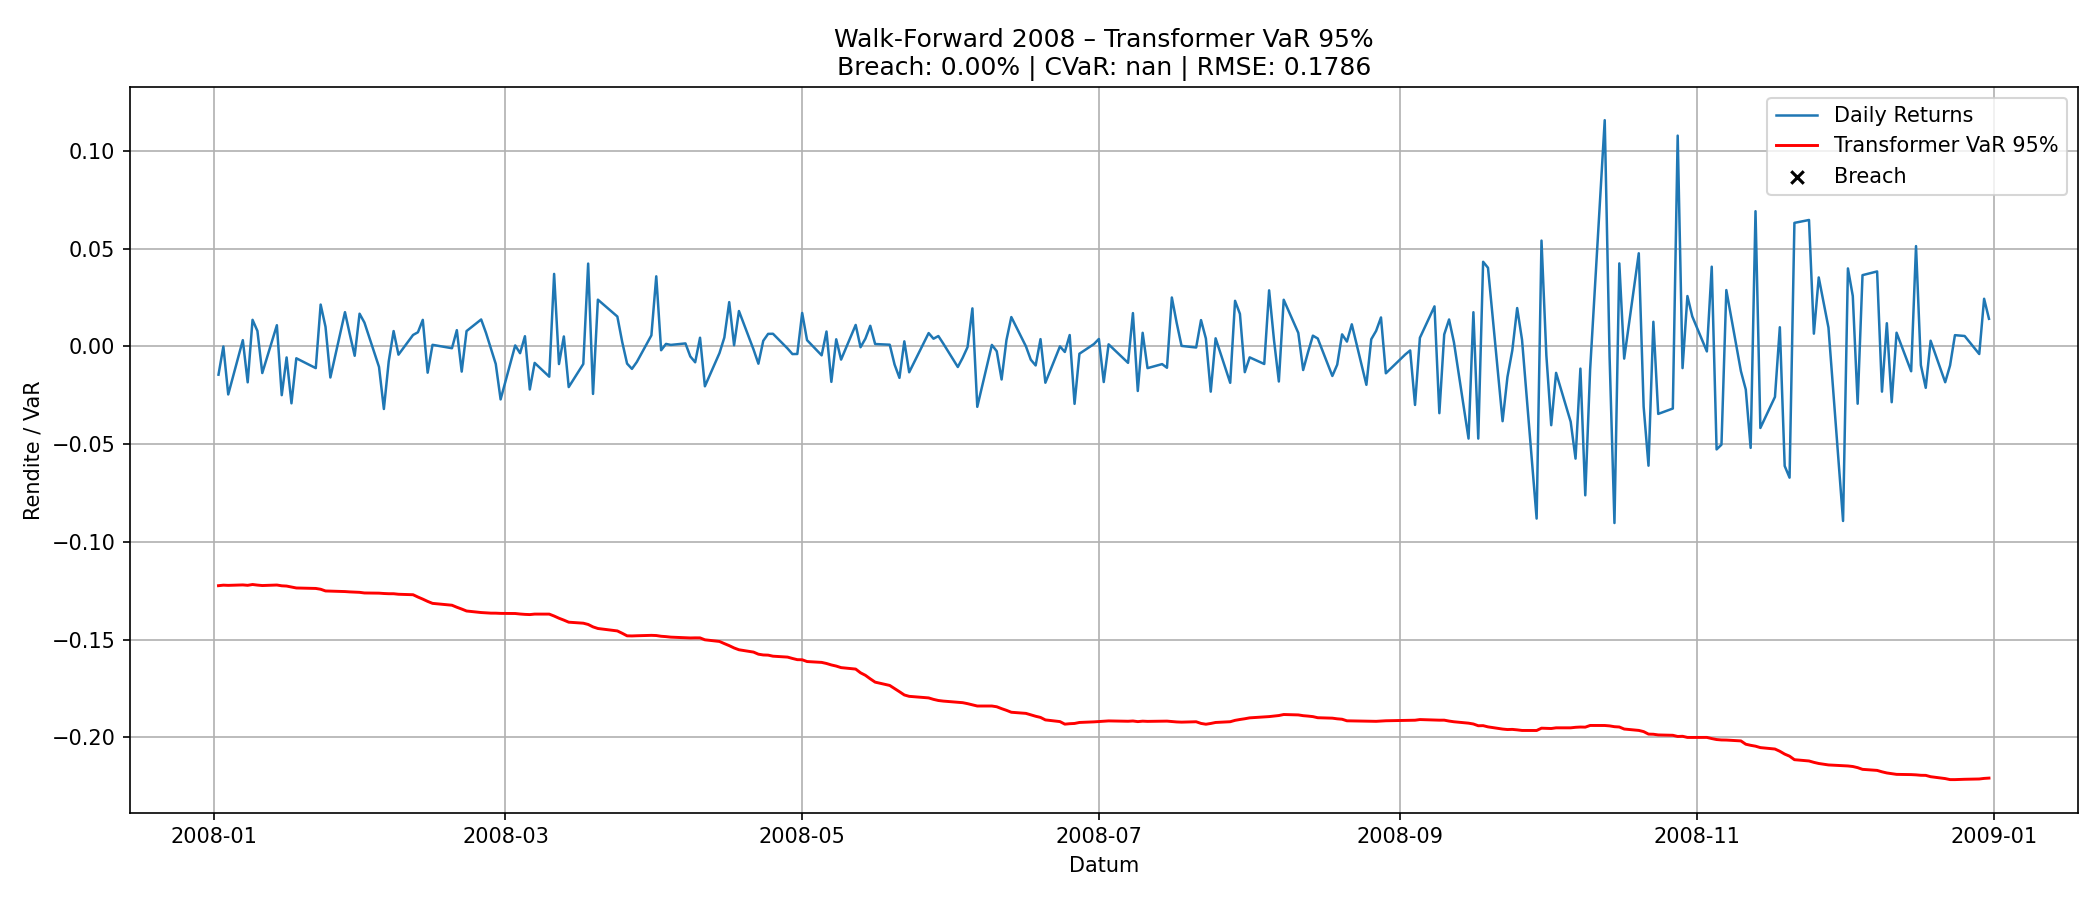 Walk-Forward 2008 – Transformer VaR 95%
Breach: 0.00% | CVaR: nan | RMSE: 0.1786
Daily Returns
Transformer VaR 95%
Breach
Rendite / VaR
0.10
0.05
0.00
−0.05
−0.10
−0.15
−0.20
2008-01
2008-03
2008-05
2008-07
2008-09
2008-11
2009-01
Datum